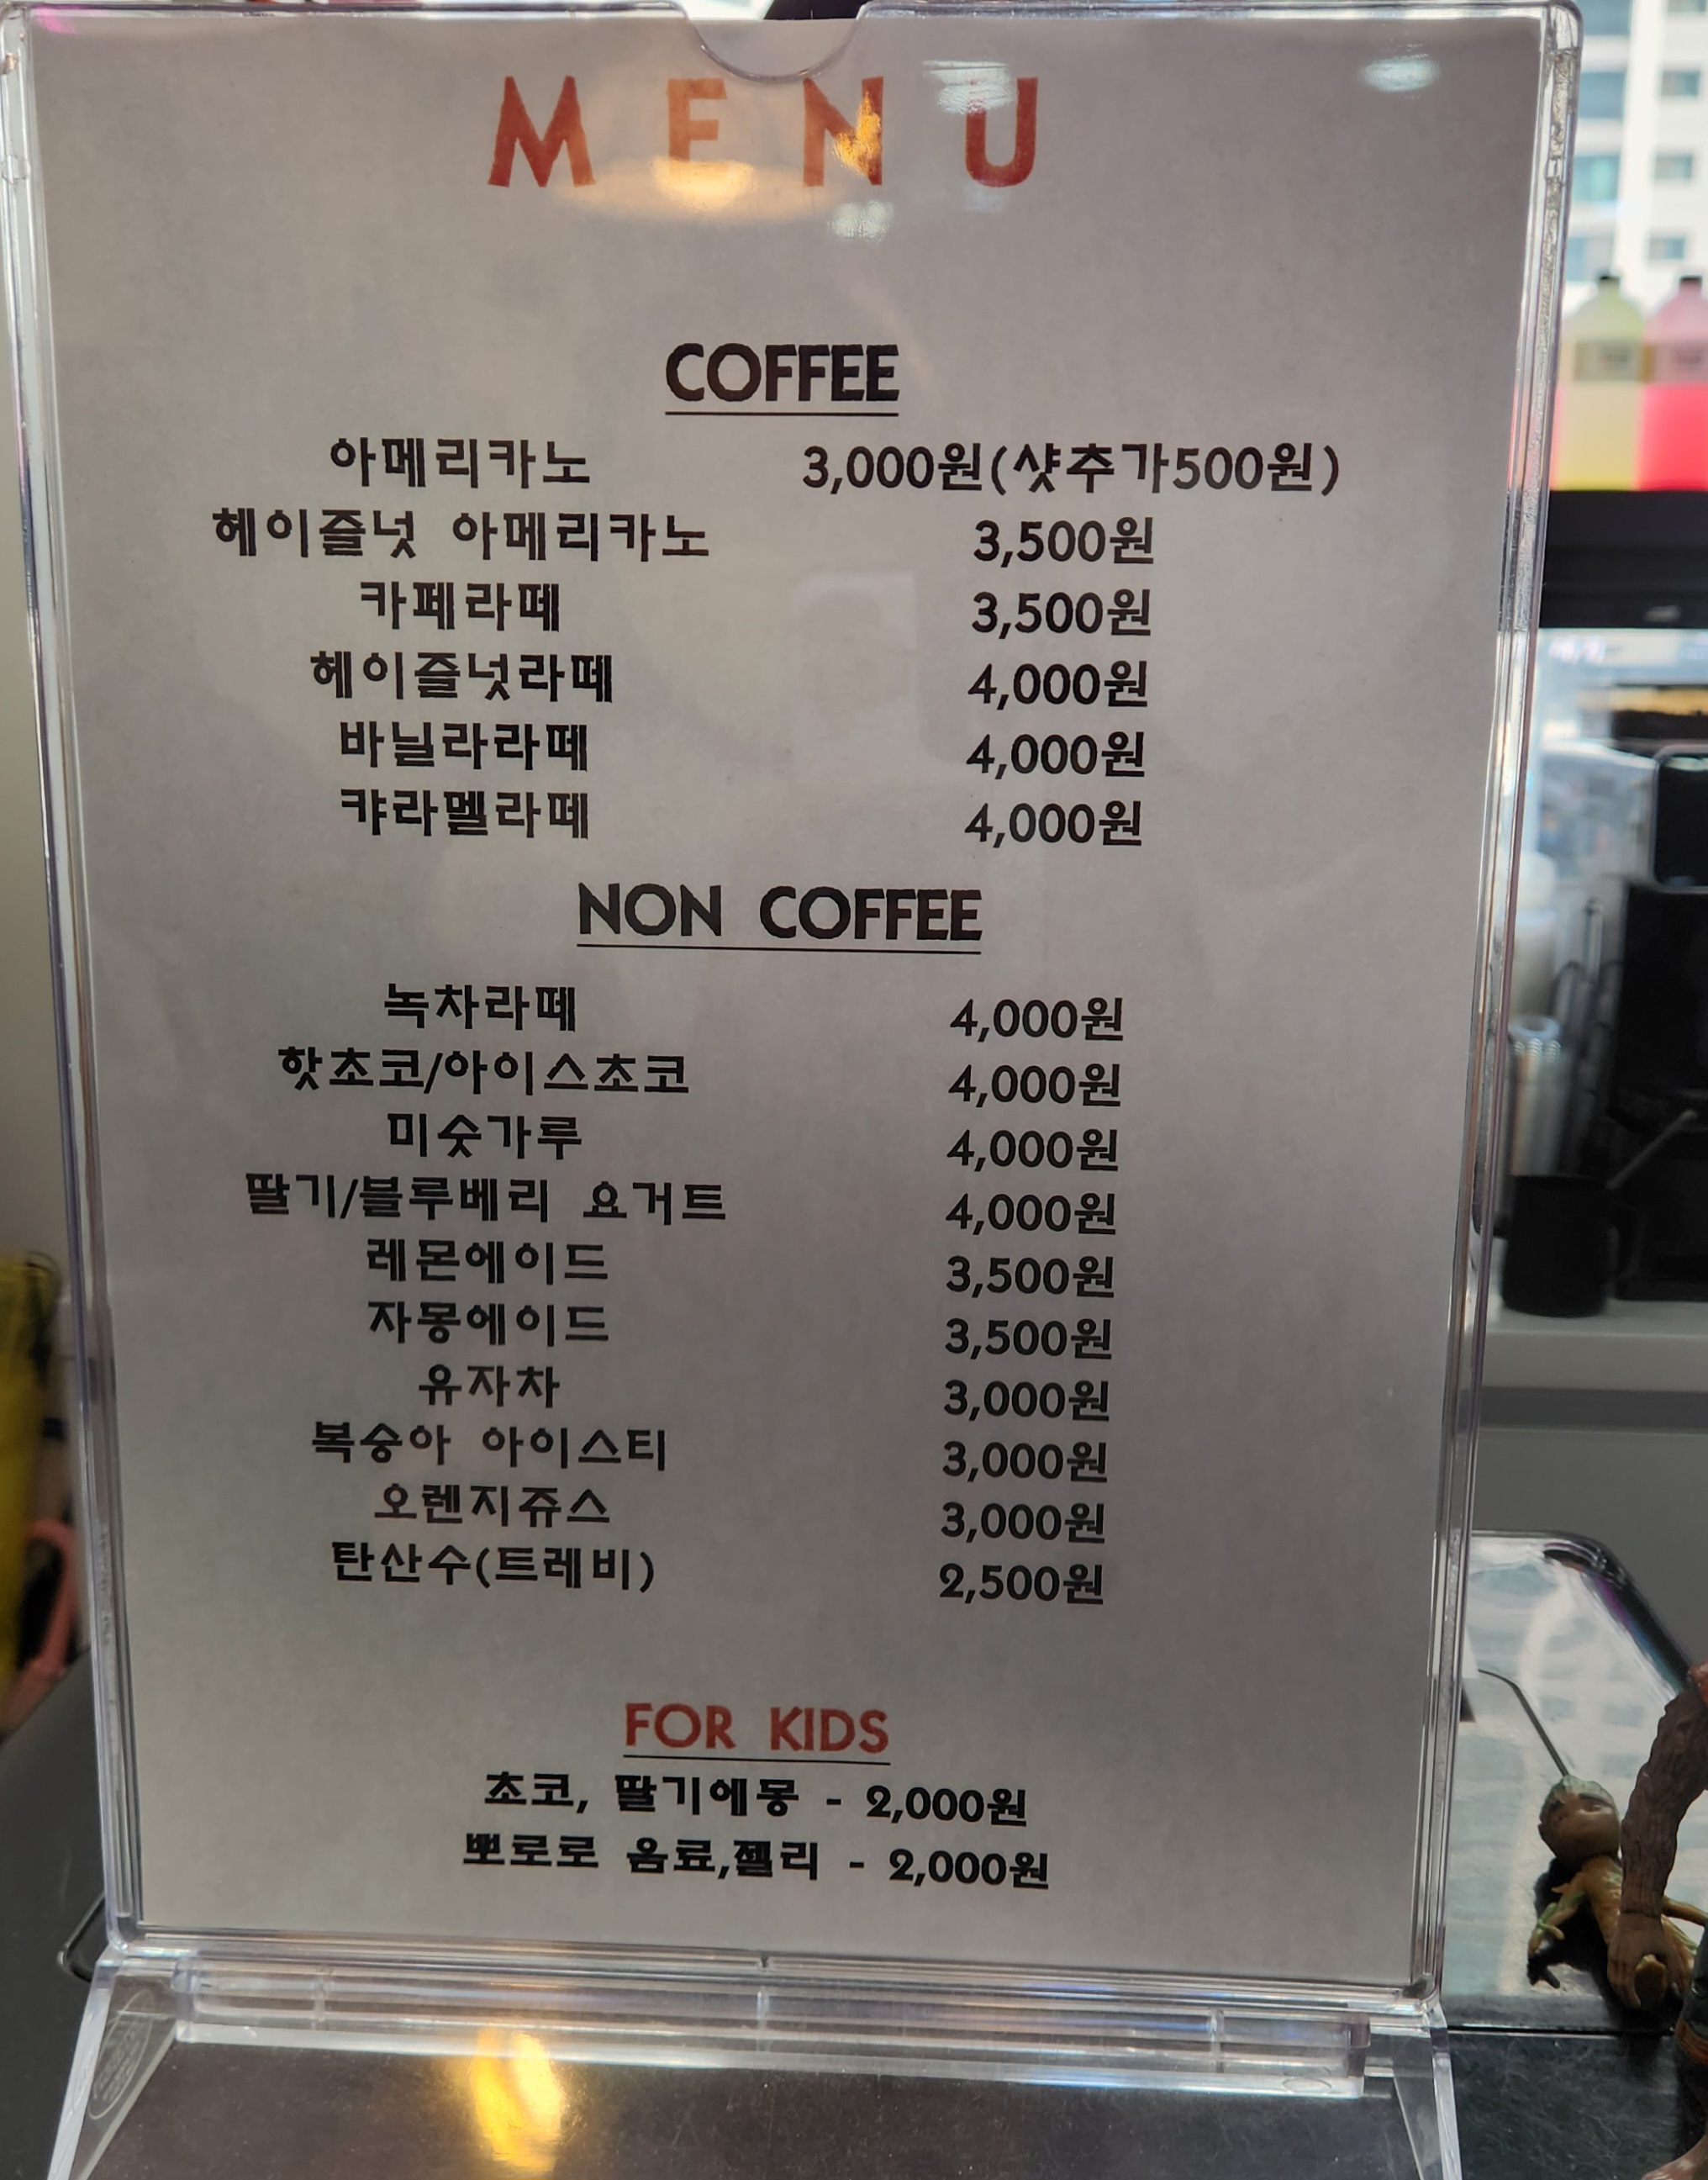 MENU
COFFEE
아메리카노 3,000원(샷추가500원)
헤이즐넛 아메리카노 3,500원
카페라떼 3,500원
헤이즐넛라떼 4,000원
바닐라라떼 4,000원
캬라멜라떼 4,000원
NON COFFEE
녹차라떼 4,000원
핫초코/아이스초코 4,000원
미숫가루 4,000원
딸기/블루베리 요거트 4,000원
레몬에이드 3,500원
자몽에이드 3,500원
유자차 3,000원
복숭아 아이스티 3,000원
오렌지쥬스 3,000원
탄산수(트레비) 2,500원
FOR KIDS
초코, 딸기에몽 - 2,000원
뽀로로 음료,젤리 - 2,000원